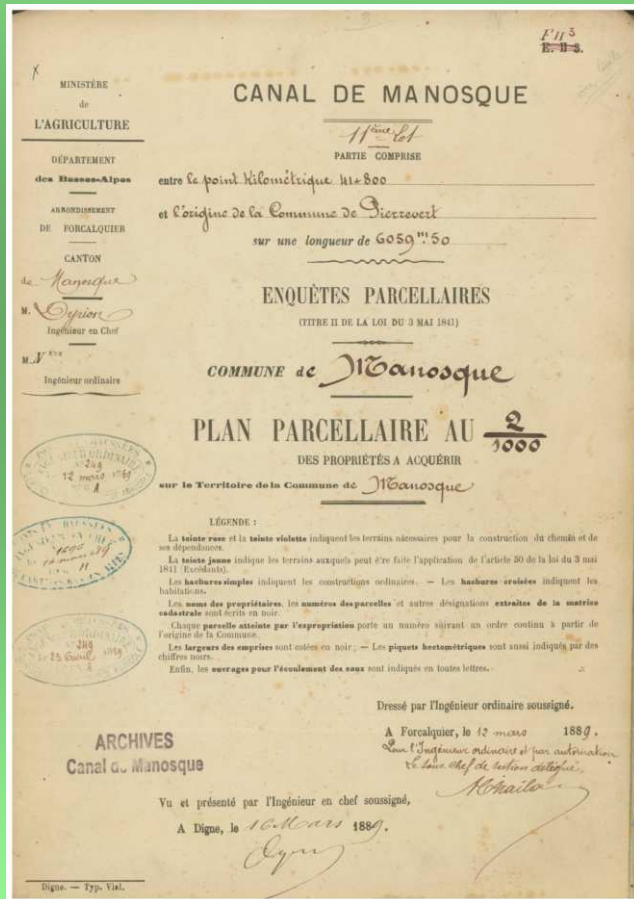 F 11 3
E. 11 3.
X
MINISTÈRE
de
L'AGRICULTURE
DÉPARTEMENT
des Basses-Alpes
ARRONDISSEMENT
DE FORCALQUIER
CANTON
de Manosque
M. Dyrion
Ingénieur en Chef
M. N
Ingénieur ordinaire
CANAL DE MANOSQUE
11ème Lot
PARTIE COMPRISE
entre le point Kilométrique 41+800
et l'origine de la Commune de Pierrevert
sur une longueur de 6059m50
ENQUÊTES PARCELLAIRES
(TITRE II DE LA LOI DU 3 MAI 1841)
COMMUNE de Manosque
PLAN PARCELLAIRE AU 2/1000
DES PROPRIÉTÉS A ACQUÉRIR
sur le Territoire de la Commune de Manosque
LÉGENDE :
La teinte rose et la teinte violette indiquent les terrains nécessaires pour la construction du chemin et de
ses dépendances.
La teinte jaune indique les terrains auxquels peut être faite l'application de l'article 50 de la loi du 3 mai
1841 (Excédants).
Les hachures simples indiquent les constructions ordinaires. — Les hachures croisées indiquent les
habitations.
Les noms des propriétaires, les numéros des parcelles et autres désignations extraites de la matrice
cadastrale sont écrits en noir.
Chaque parcelle atteinte par l'expropriation porte un numéro suivant un ordre continu à partir de
l'origine de la Commune.
Les largeurs des emprises sont cotées en noir ; — Les piquets hectométriques sont aussi indiqués par des
chiffres noirs.
Enfin, les ouvrages pour l'écoulement des eaux sont indiqués en toutes lettres.
249
12 mars 1889
A
249
25 avril 1889
A
ARCHIVES
Canal de Manosque
Dressé par l'Ingénieur ordinaire soussigné.
A Forcalquier, le 12 mars 1889.
Pour l'Ingénieur ordinaire et par autorisation
Le sous chef de section délégué,
Vu et présenté par l'Ingénieur en chef soussigné,
A Digne, le 16 Mars 1889.
Digne. — Typ. Vial.